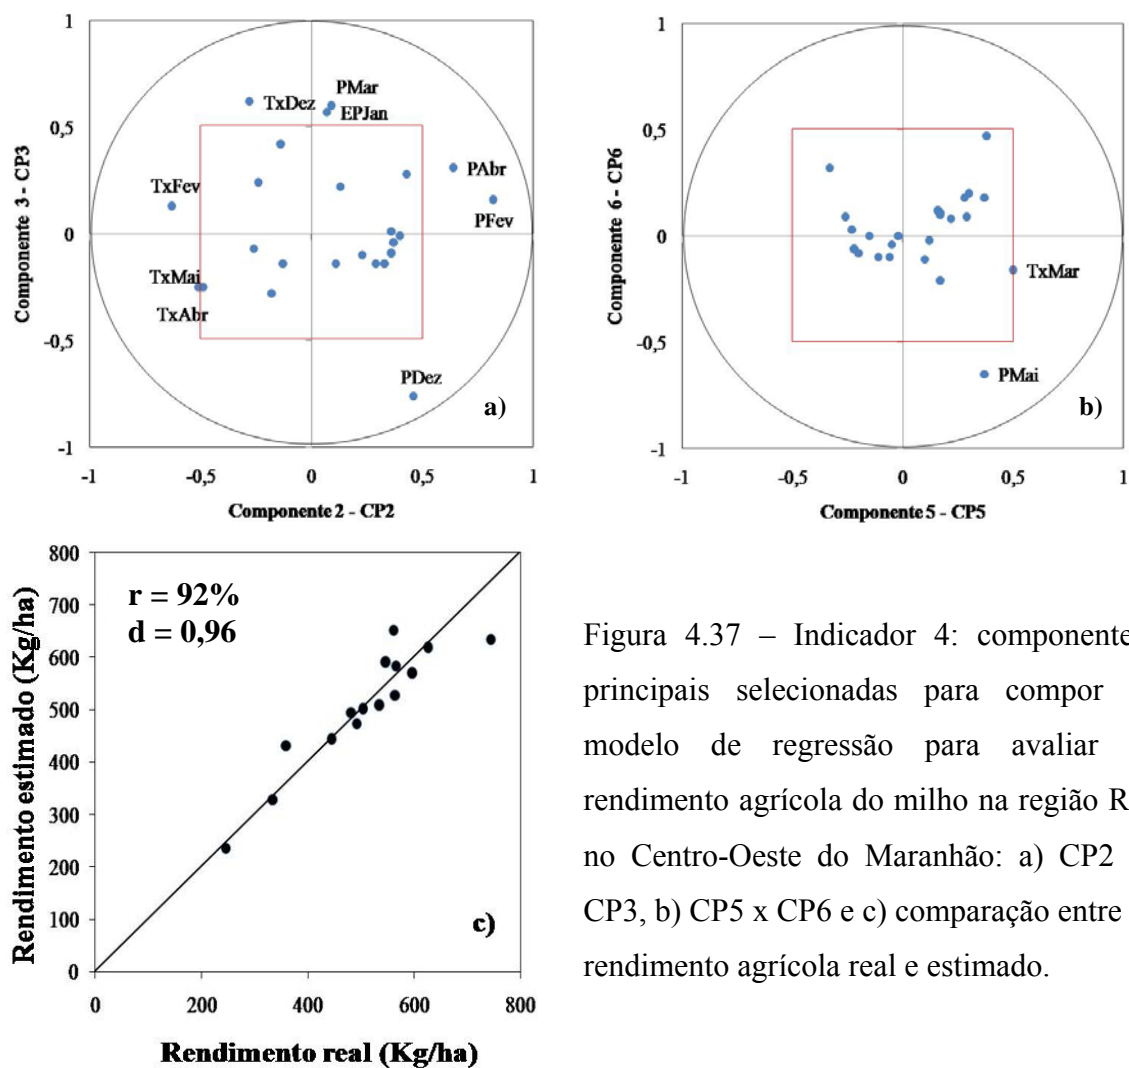 a)
1
0,5
0
-0,5
-1
-1
-0,5
0
0,5
1
Componente 3 - CP3
Componente 2 - CP2
TxDez
PMar
EPJan
PAbr
PFev
TxFev
TxMai
TxAbr
PDez
a)
1
0,5
0
-0,5
-1
-1
-0,5
0
0,5
1
Componente 6 - CP6
Componente 5 - CP5
TxMar
PMai
b)
800
700
600
500
400
300
200
100
0
0
200
400
600
800
Rendimento estimado (Kg/ha)
Rendimento real (Kg/ha)
r = 92%
d = 0,96
c)
Figura 4.37 – Indicador 4: componente
principais selecionadas para compor
modelo de regressão para avaliar
rendimento agrícola do milho na região R
no Centro-Oeste do Maranhão: a) CP2
CP3, b) CP5 x CP6 e c) comparação entre
rendimento agrícola real e estimado.